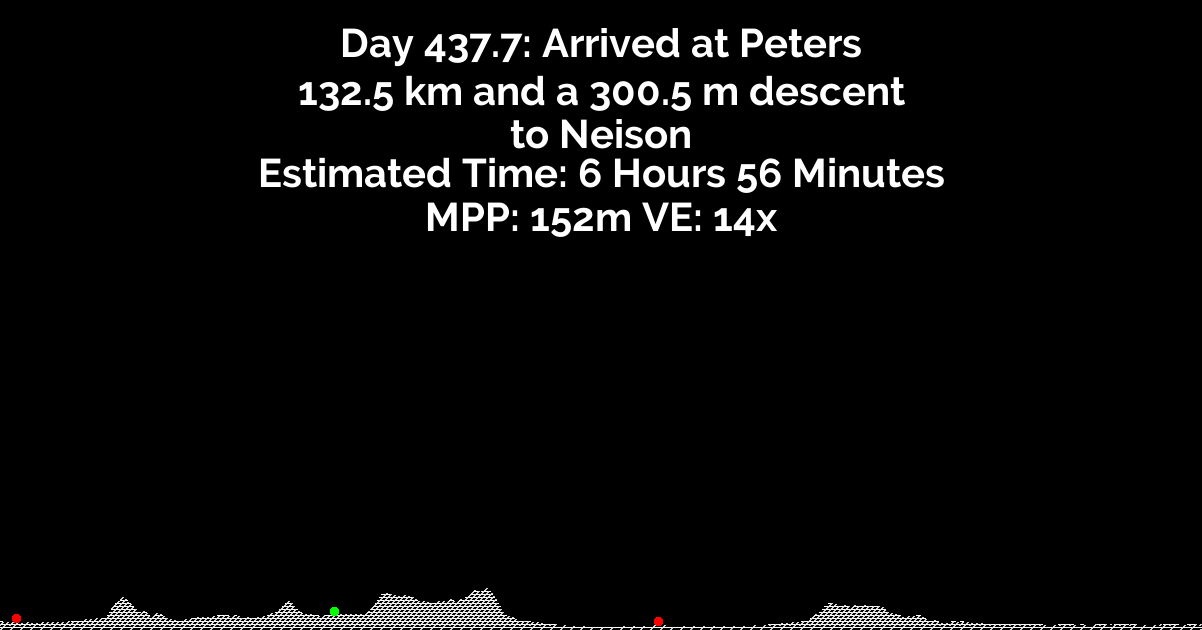 Day 437.7: Arrived at Peters
132.5 km and a 300.5 m descent
to Neison
Estimated Time: 6 Hours 56 Minutes
MPP: 152m VE: 14x